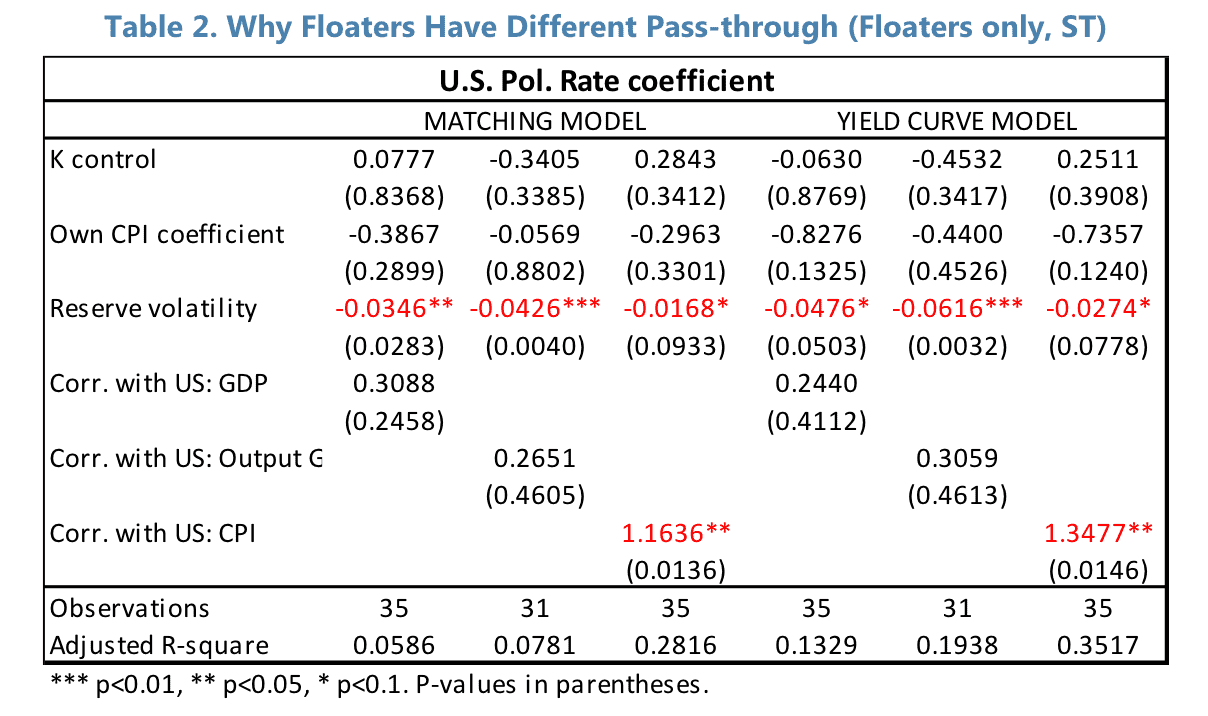 Table 2. Why Floaters Have Different Pass-through (Floaters only, ST)
U.S. Pol. Rate coefficient
MATCHING MODEL YIELD CURVE MODEL
K control 0.0777 -0.3405 0.2843 -0.0630 -0.4532 0.2511
(0.8368) (0.3385) (0.3412) (0.8769) (0.3417) (0.3908)
Own CPI coefficient -0.3867 -0.0569 -0.2963 -0.8276 -0.4400 -0.7357
(0.2899) (0.8802) (0.3301) (0.1325) (0.4526) (0.1240)
Reserve volatility -0.0346** -0.0426*** -0.0168* -0.0476* -0.0616*** -0.0274*
(0.0283) (0.0040) (0.0933) (0.0503) (0.0032) (0.0778)
Corr. with US: GDP 0.3088 0.2440
(0.2458) (0.4112)
Corr. with US: Output G 0.2651 0.3059
(0.4605) (0.4613)
Corr. with US: CPI 1.1636** 1.3477**
(0.0136) (0.0146)
Observations 35 31 35 35 31 35
Adjusted R-square 0.0586 0.0781 0.2816 0.1329 0.1938 0.3517
*** p<0.01, ** p<0.05, * p<0.1. P-values in parentheses.